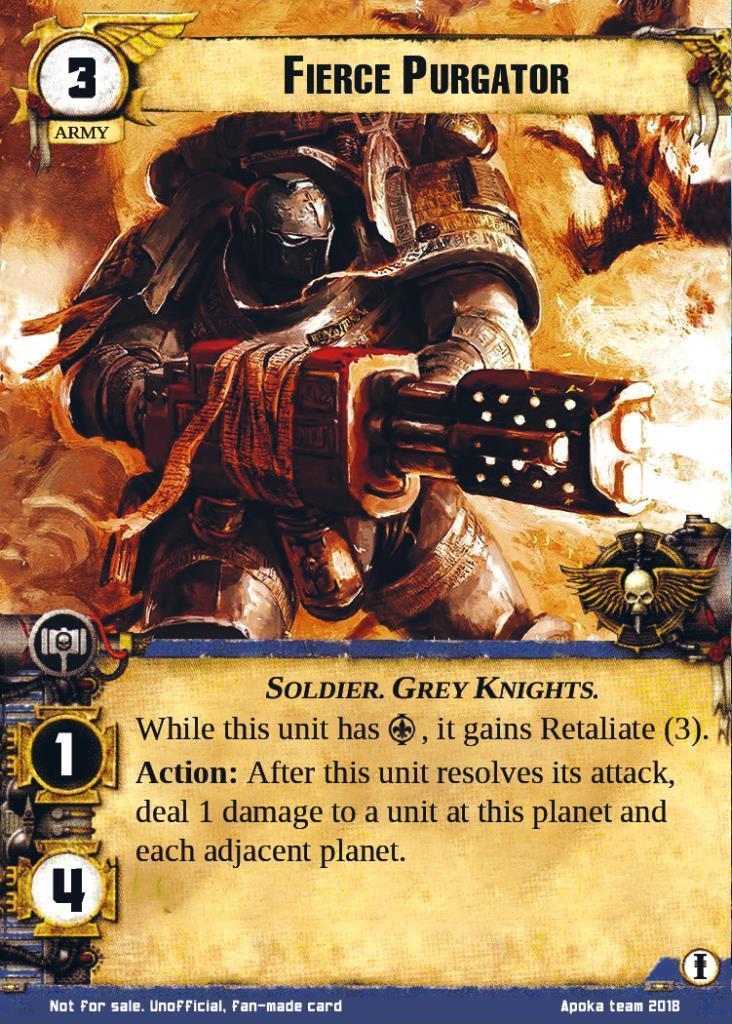 3
FIERCE PURGATOR
ARMY
SOLDIER. GREY KNIGHTS.
While this unit has , it gains Retaliate (3).
1
Action: After this unit resolves its attack,
deal 1 damage to a unit at this planet and
each adjacent planet.
4
I
Not for sale. Unofficial, fan-made card
Apoka team 2018